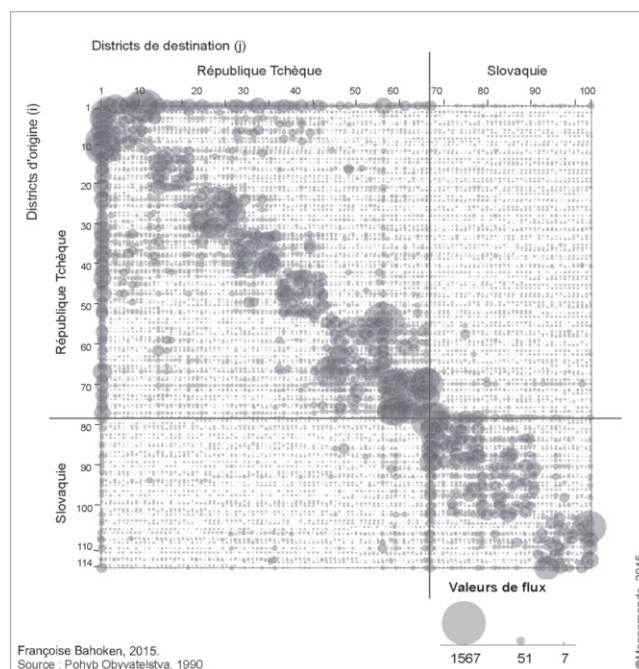 Districts de destination (j)
République Tchèque Slovaquie
1 10 20 30 40 50 60 70 80 90 100
Districts d'origine (i)
République Tchèque
Slovaquie
1
10
20
30
40
50
60
70
80
90
100
110
114
Valeurs de flux
1567 51 7
Françoise Bahoken, 2015.
Source : Pohyb Obyvatelstva, 1990
2015